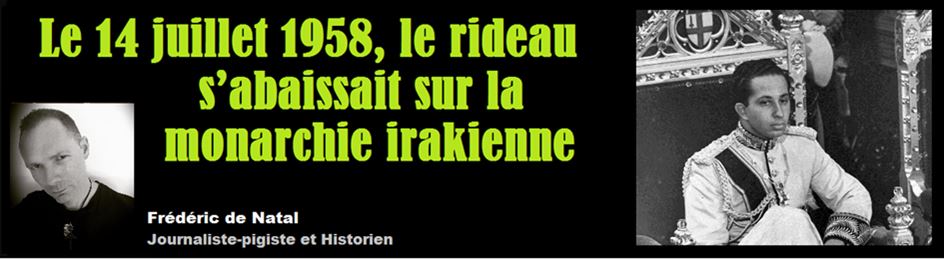 Le 14 juillet 1958, le rideau
s’abaissait sur la
monarchie irakienne
Frédéric de Natal
Journaliste-pigiste et Historien